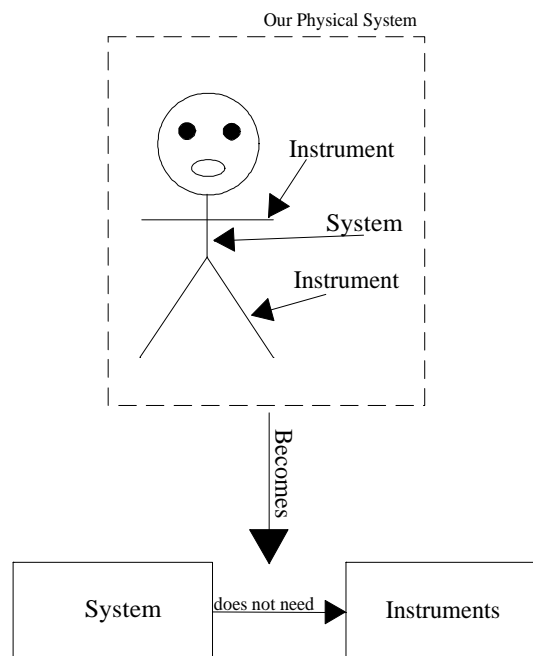 Our Physical System
Instrument
System
Instrument
Becomes
System
does not need
Instruments